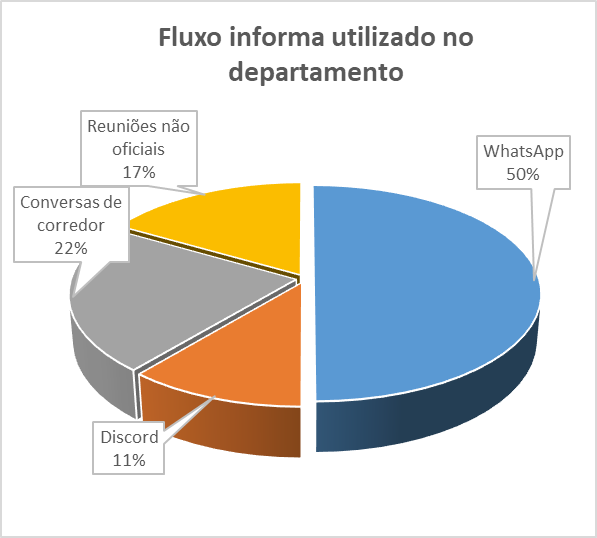 Fluxo informa utilizado no
departamento
Reuniões não
oficiais
17%
WhatsApp
50%
Conversas de
corredor
22%
Discord
11%